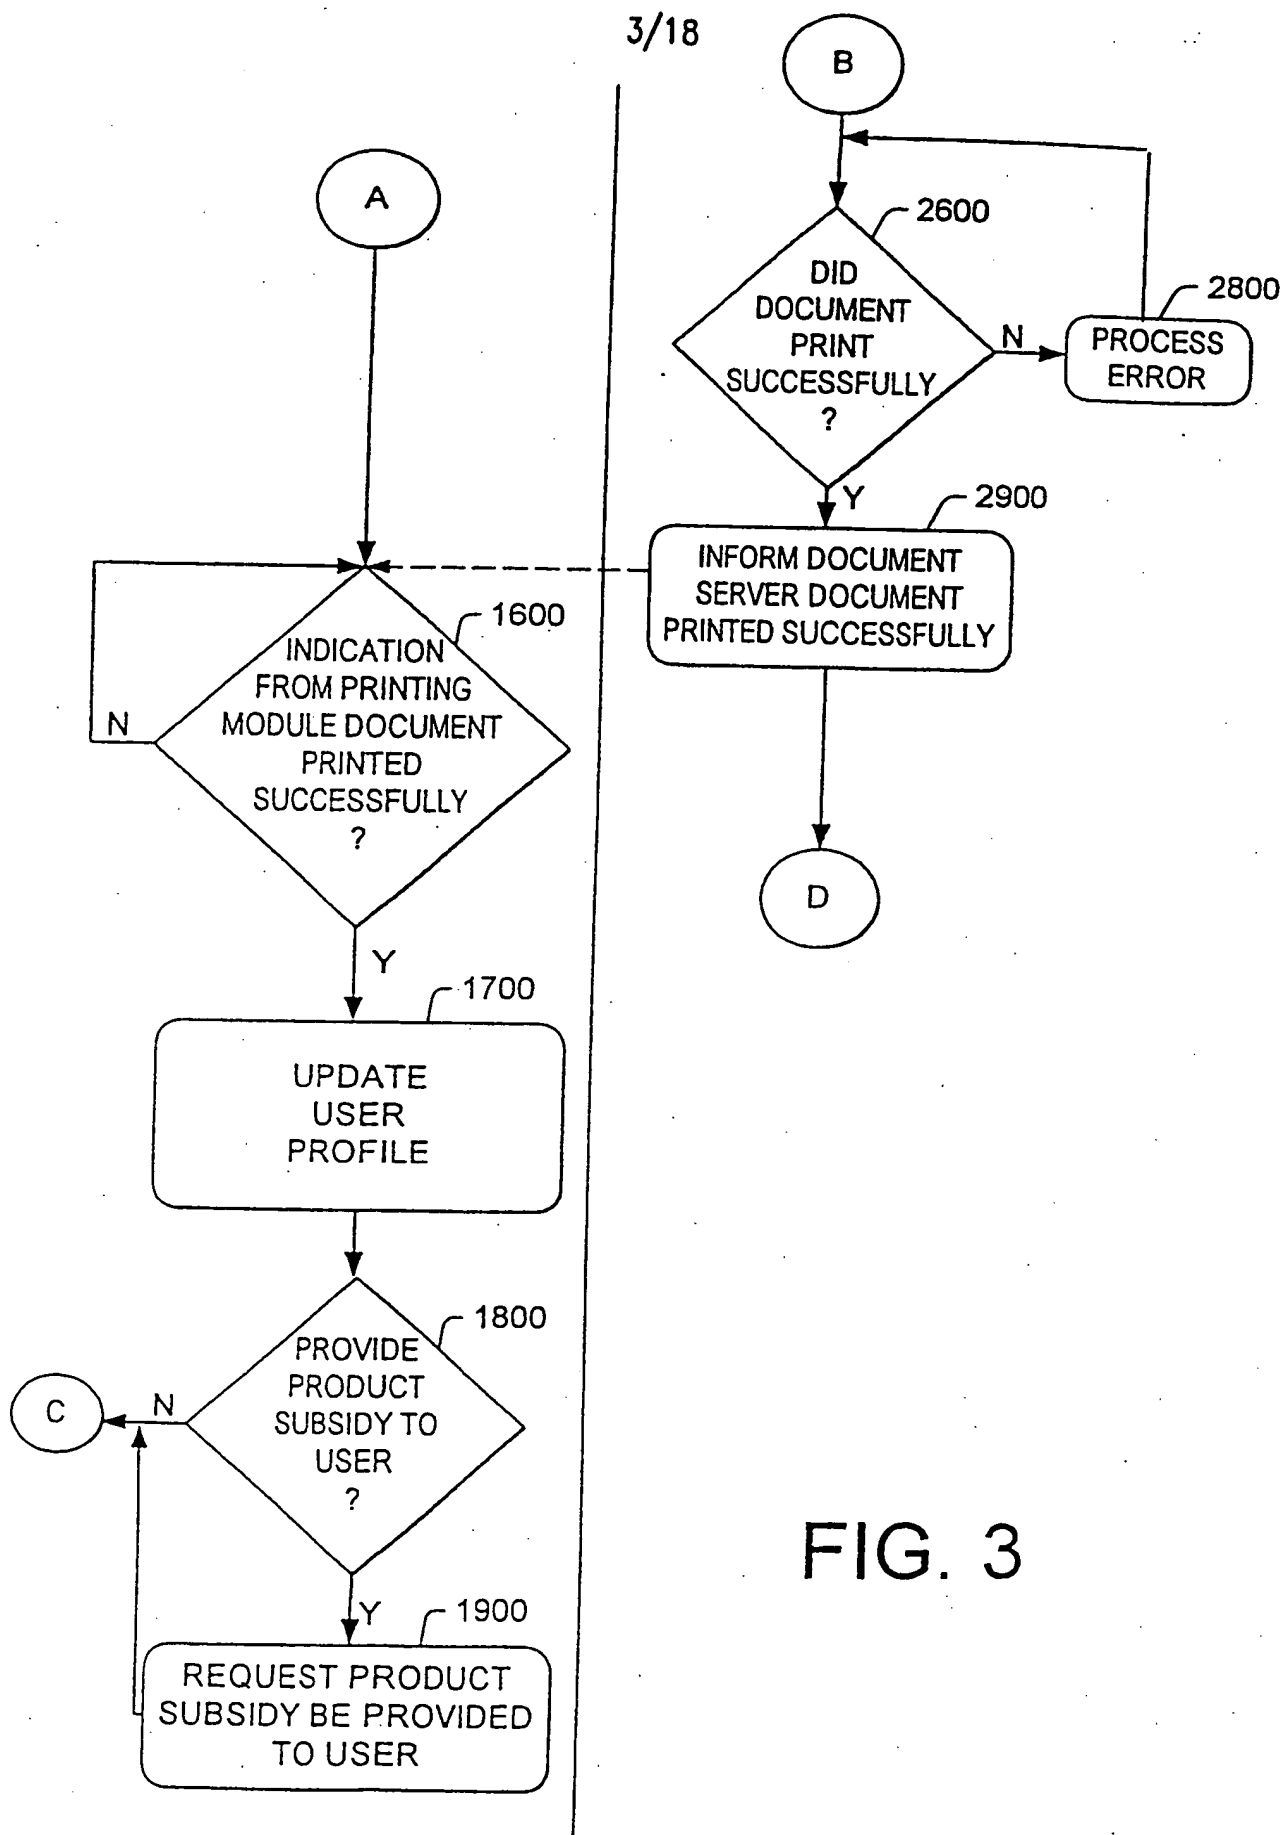 3/18
B
A
2600
DID
DOCUMENT
PRINT
SUCCESSFULLY
?
N
2800
PROCESS
ERROR
Y
2900
INFORM DOCUMENT
SERVER DOCUMENT
PRINTED SUCCESSFULLY
D
1600
INDICATION
FROM PRINTING
MODULE DOCUMENT
PRINTED
SUCCESSFULLY
?
N
Y
1700
UPDATE
USER
PROFILE
1800
PROVIDE
PRODUCT
SUBSIDY TO
USER
?
N
C
Y
1900
REQUEST PRODUCT
SUBSIDY BE PROVIDED
TO USER
FIG. 3